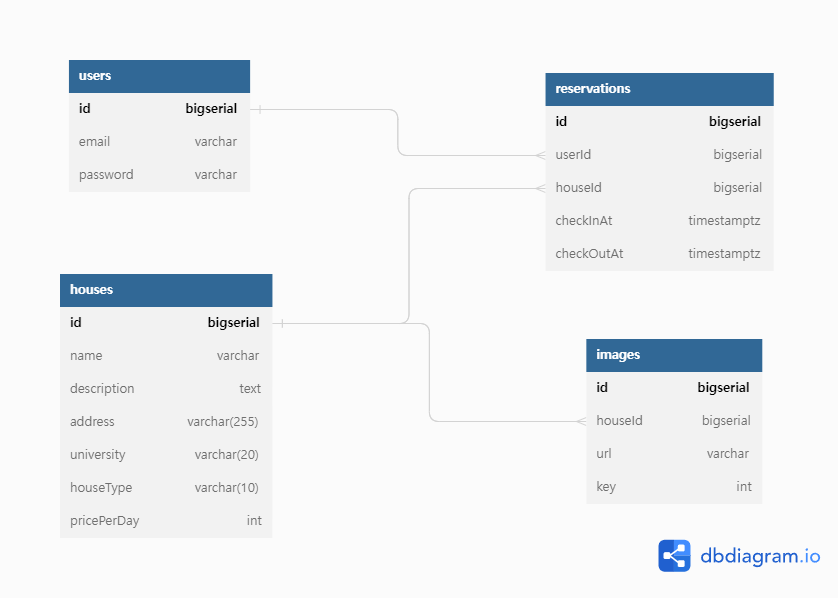 users
id bigserial
email varchar
password varchar
reservations
id bigserial
userId bigserial
houseId bigserial
checkInAt timestamptz
checkOutAt timestamptz
houses
id bigserial
name varchar
description text
address varchar(255)
university varchar(20)
houseType varchar(10)
pricePerDay int
images
id bigserial
houseId bigserial
url varchar
key int
dbdiagram.io